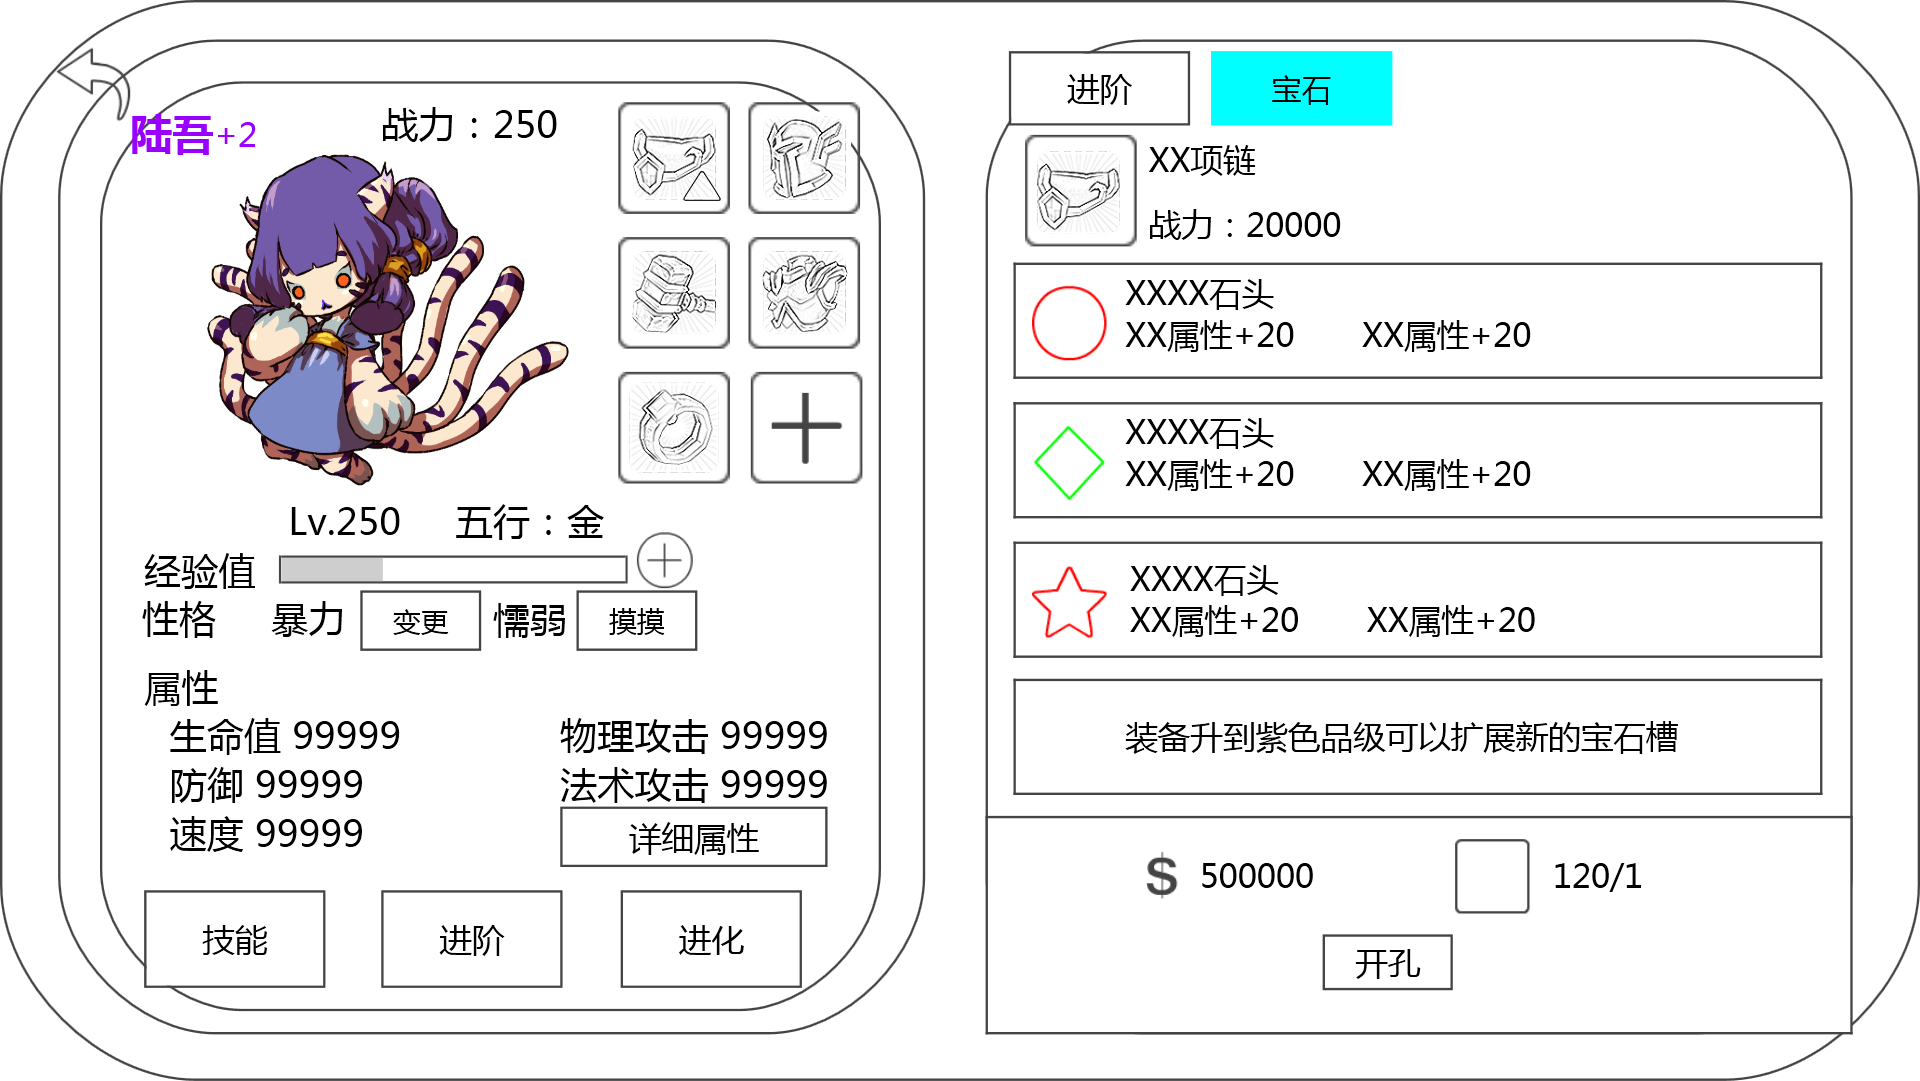 陆吾+2
战力：250
Lv.250 五行：金
经验值
性格 暴力 变更 懦弱 摸摸
属性
生命值 99999 物理攻击 99999
防御 99999 法术攻击 99999
速度 99999
详细属性
技能 进阶 进化
进阶 宝石
XX项链
战力：20000
XXXX石头
XX属性+20 XX属性+20
XXXX石头
XX属性+20 XX属性+20
XXXX石头
XX属性+20 XX属性+20
装备升到紫色品级可以扩展新的宝石槽
$ 500000 120/1
开孔